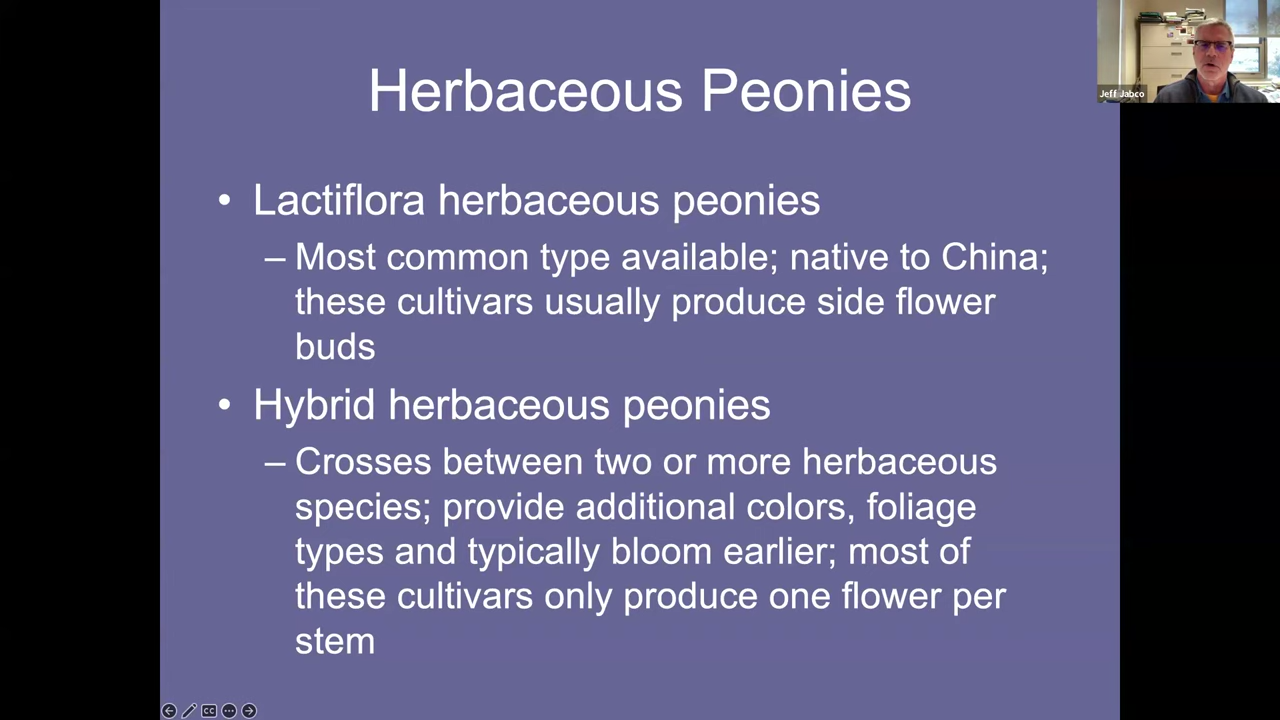 Herbaceous Peonies
Jeff Jabco
• Lactiflora herbaceous peonies
– Most common type available; native to China;
these cultivars usually produce side flower
buds
• Hybrid herbaceous peonies
– Crosses between two or more herbaceous
species; provide additional colors, foliage
types and typically bloom earlier; most of
these cultivars only produce one flower per
stem
CC